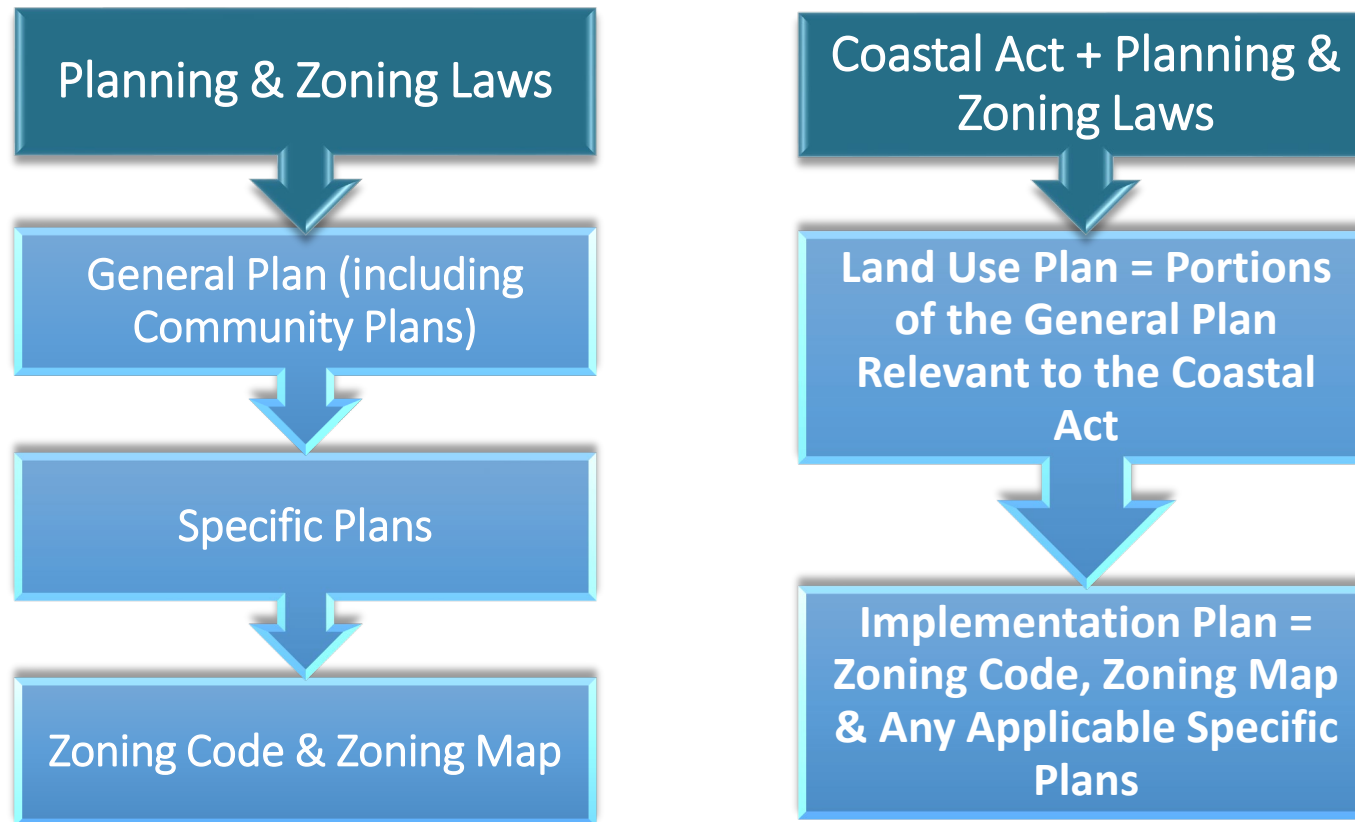 Planning & Zoning Laws
General Plan (including
Community Plans)
Specific Plans
Zoning Code & Zoning Map
Coastal Act + Planning &
Zoning Laws
Land Use Plan = Portions
of the General Plan
Relevant to the Coastal
Act
Implementation Plan =
Zoning Code, Zoning Map
& Any Applicable Specific
Plans